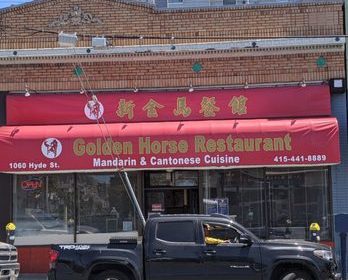 新金馬餐館
Golden Horse Restaurant
1060 Hyde St.
Mandarin & Cantonese Cuisine
415-441-8889
OPEN
TRD